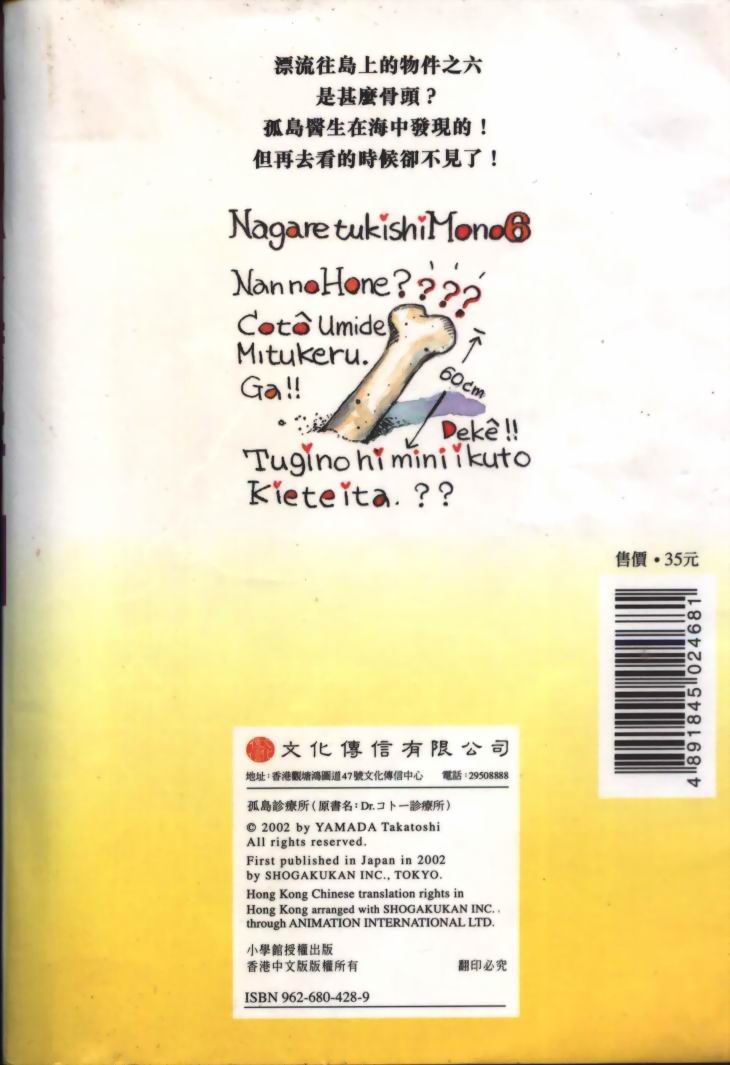 漂流往島上的物件之六
是甚麼骨頭？
孤島醫生在海中發現的！
但再去看的時候卻不見了！
Nagare tukishi Mono 6
Nan no Hone????
Cotô Umide
Mitukeru.
Ga!!
60cm
Dekê!!
Tugino hi mini ikuto
Kiete ita. ??
售價・35元
4 891845 024681
文化傳信有限公司
地址：香港觀塘鴻圖道47號文化傳信中心 電話：29508888
孤島診療所（原書名：Dr.コトー診療所）
© 2002 by YAMADA Takatoshi
All rights reserved.
First published in Japan in 2002
by SHOGAKUKAN INC., TOKYO.
Hong Kong Chinese translation rights in
Hong Kong arranged with SHOGAKUKAN INC.,
through ANIMATION INTERNATIONAL LTD.
小學館授權出版
香港中文版版權所有 翻印必究
ISBN 962-680-428-9